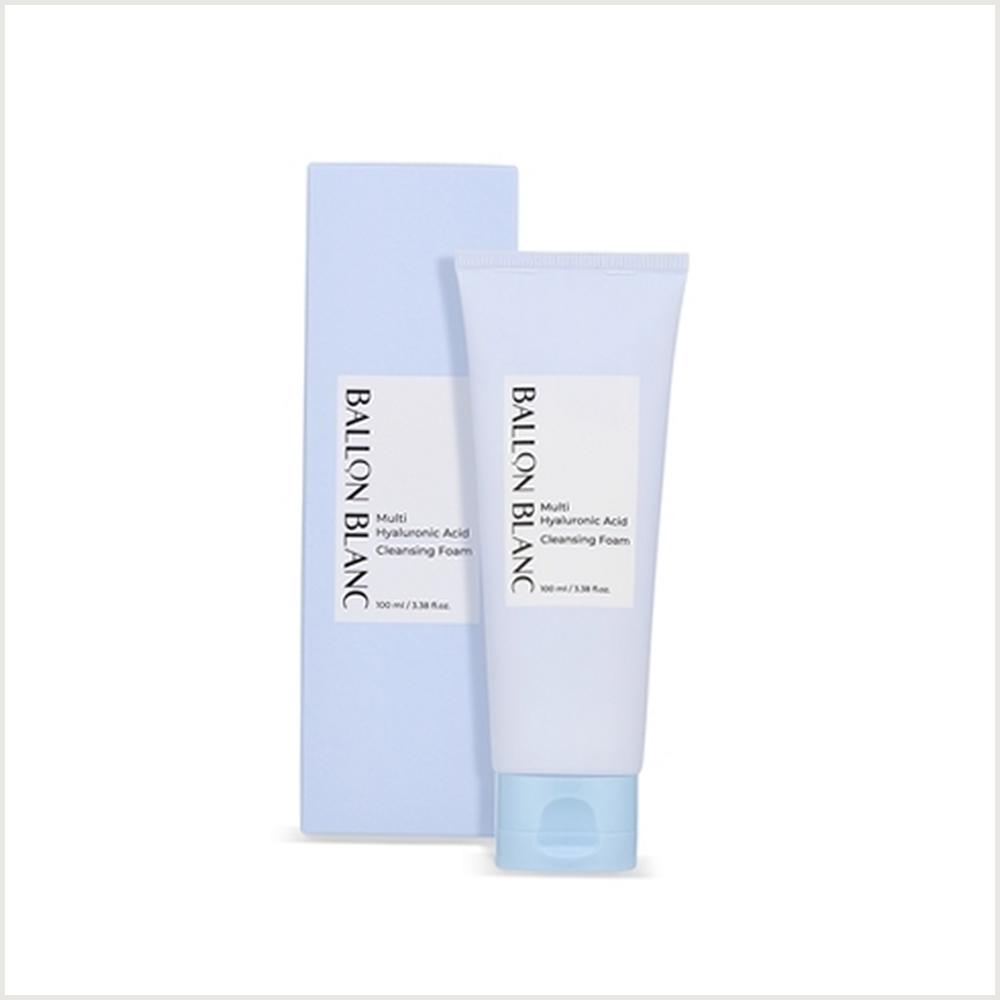 BALLON BLANC
Multi
Hyaluronic Acid
Cleansing Foam
100 ml / 3.38 fl.oz.
BALLON BLANC
Multi
Hyaluronic Acid
Cleansing Foam
100 ml / 3.38 fl.oz.